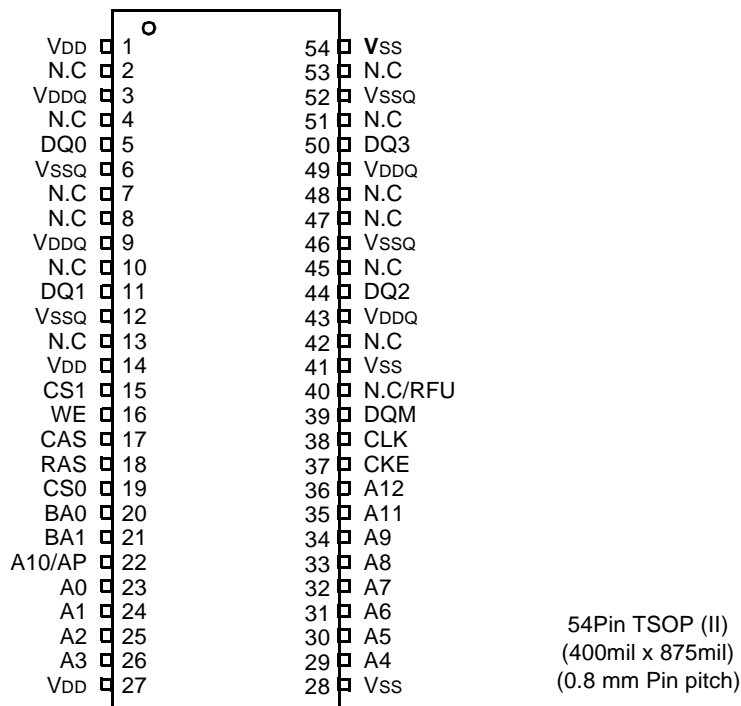 VDD 1 54 VSS
N.C 2 53 N.C
VDDQ 3 52 VSSQ
N.C 4 51 N.C
DQ0 5 50 DQ3
VSSQ 6 49 VDDQ
N.C 7 48 N.C
N.C 8 47 N.C
VDDQ 9 46 VSSQ
N.C 10 45 N.C
DQ1 11 44 DQ2
VSSQ 12 43 VDDQ
N.C 13 42 N.C
VDD 14 41 VSS
CS1 15 40 N.C/RFU
WE 16 39 DQM
CAS 17 38 CLK
RAS 18 37 CKE
CS0 19 36 A12
BA0 20 35 A11
BA1 21 34 A9
A10/AP 22 33 A8
A0 23 32 A7
A1 24 31 A6
A2 25 30 A5
A3 26 29 A4
VDD 27 28 VSS
54Pin TSOP (II)
(400mil x 875mil)
(0.8 mm Pin pitch)